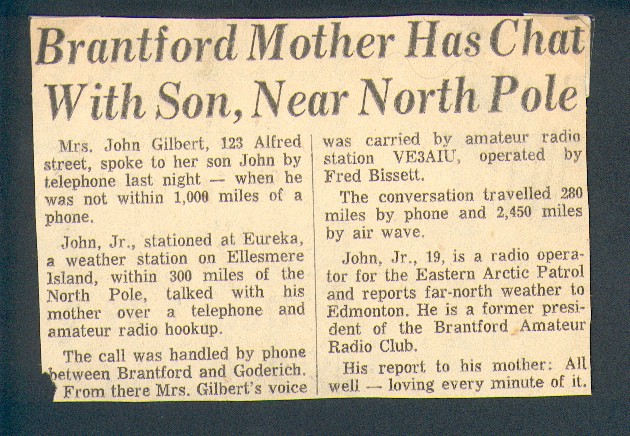 Brantford Mother Has Chat
With Son, Near North Pole
Mrs. John Gilbert, 123 Alfred
street, spoke to her son John by
telephone last night — when he
was not within 1,000 miles of a
phone.
John, Jr., stationed at Eureka,
a weather station on Ellesmere
Island, within 300 miles of the
North Pole, talked with his
mother over a telephone and
amateur radio hookup.
The call was handled by phone
between Brantford and Goderich.
From there Mrs. Gilbert's voice
was carried by amateur radio
station VE3AIU, operated by
Fred Bissett.
The conversation travelled 280
miles by phone and 2,450 miles
by air wave.
John, Jr., 19, is a radio opera-
tor for the Eastern Arctic Patrol
and reports far-north weather to
Edmonton. He is a former presi-
dent of the Brantford Amateur
Radio Club.
His report to his mother: All
well — loving every minute of it.